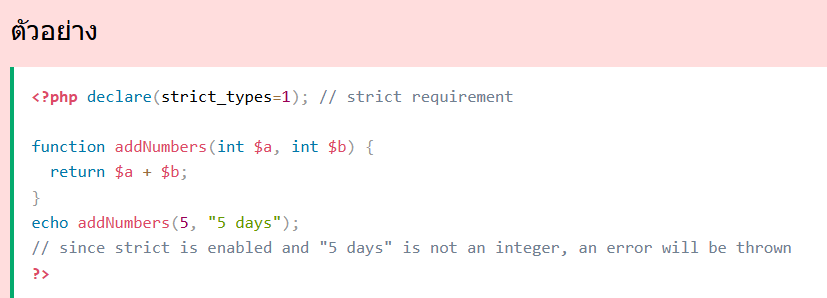 ตัวอย่าง
<?php declare(strict_types=1); // strict requirement
function addNumbers(int $a, int $b) {
  return $a + $b;
}
echo addNumbers(5, "5 days");
// since strict is enabled and "5 days" is not an integer, an error will be thrown
?>